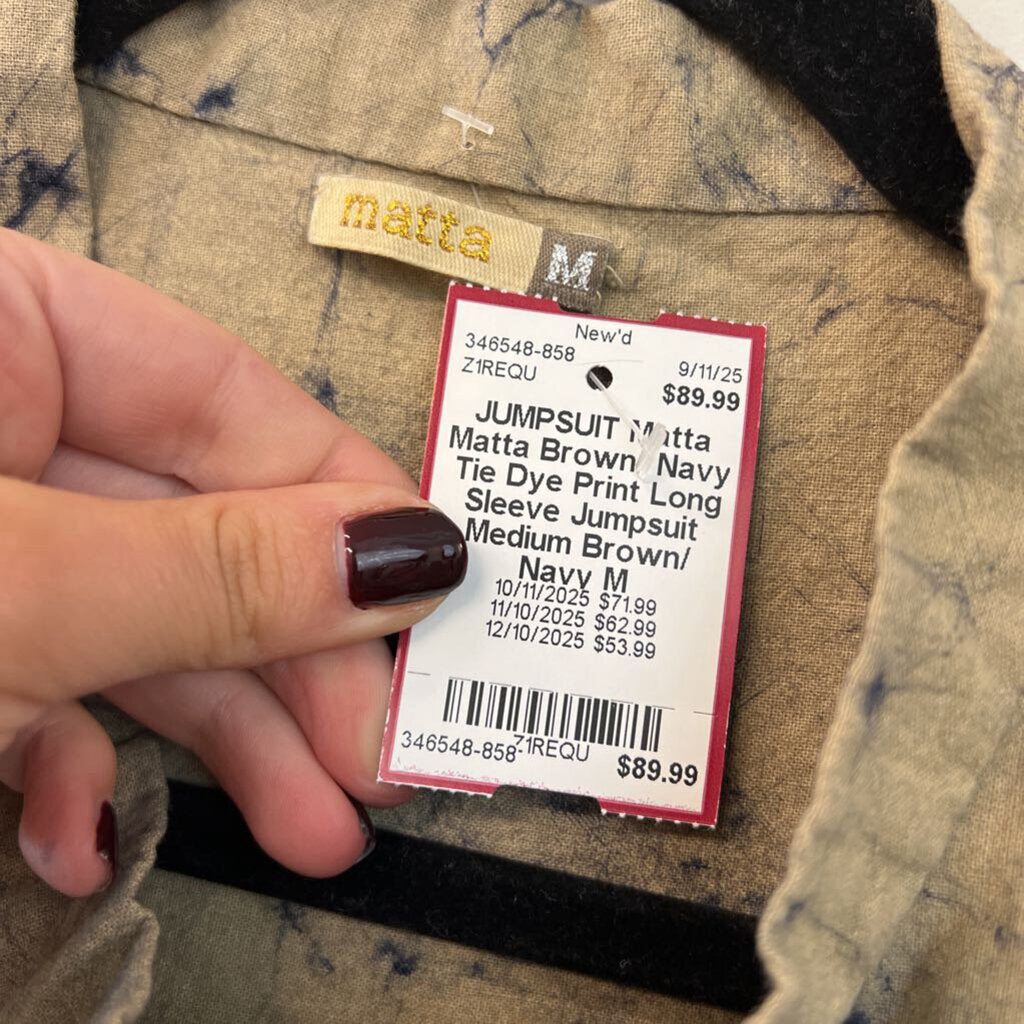 matta
M
New'd
346548-858
Z1REQU
9/11/25
$89.99
JUMPSUIT Matta
Matta Brown/ Navy
Tie Dye Print Long
Sleeve Jumpsuit
Medium Brown/
Navy M
10/11/2025 $71.99
11/10/2025 $62.99
12/10/2025 $53.99
346548-858 Z1REQU
$89.99